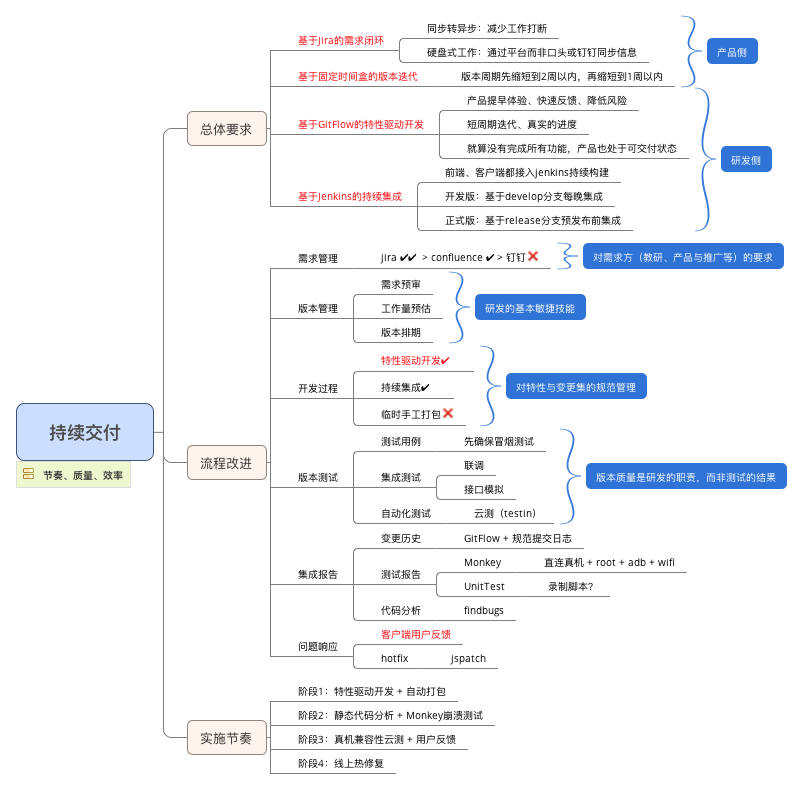 持续交付
节奏、质量、效率
总体要求
基于Jira的需求闭环
同步转异步：减少工作打断
硬盘式工作：通过平台而非口头或钉钉同步信息
产品侧
基于固定时间盒的版本迭代
版本周期先缩短到2周以内，再缩短到1周以内
基于GitFlow的特性驱动开发
产品提早体验、快速反馈、降低风险
短周期迭代、真实的进度
就算没有完成所有功能，产品也处于可交付状态
研发侧
基于Jenkins的持续集成
前端、客户端都接入jenkins持续构建
开发版：基于develop分支每晚集成
正式版：基于release分支预发布前集成
流程改进
需求管理
jira ✔✔ > confluence ✔ > 钉钉❌
对需求方（教研、产品与推广等）的要求
版本管理
需求预审
工作量预估
版本排期
研发的基本敏捷技能
开发过程
特性驱动开发✔
持续集成✔
临时手工打包❌
对特性与变更集的规范管理
版本测试
测试用例
先确保冒烟测试
集成测试
联调
接口模拟
自动化测试
云测（testin）
版本质量是研发的职责，而非测试的结果
集成报告
变更历史
GitFlow + 规范提交日志
测试报告
Monkey
直连真机 + root + adb + wifi
UnitTest
录制脚本？
代码分析
findbugs
问题响应
客户端用户反馈
hotfix
jspatch
实施节奏
阶段1：特性驱动开发 + 自动打包
阶段2：静态代码分析 + Monkey崩溃测试
阶段3：真机兼容性云测 + 用户反馈
阶段4：线上热修复